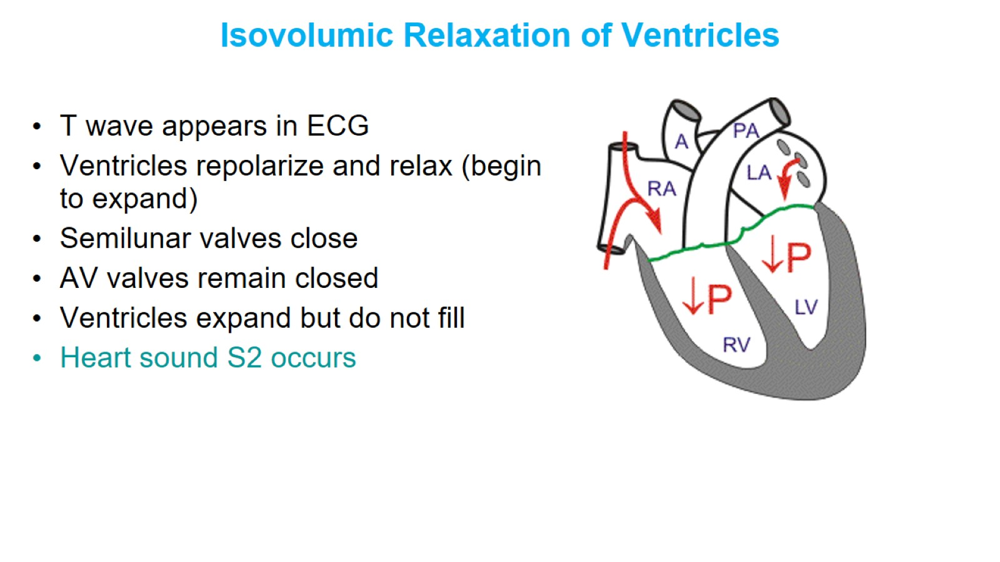 Isovolumic Relaxation of Ventricles
• T wave appears in ECG
• Ventricles repolarize and relax (begin
to expand)
• Semilunar valves close
• AV valves remain closed
• Ventricles expand but do not fill
• Heart sound S2 occurs
A
PA
LA
RA
↓P
↓P
LV
RV